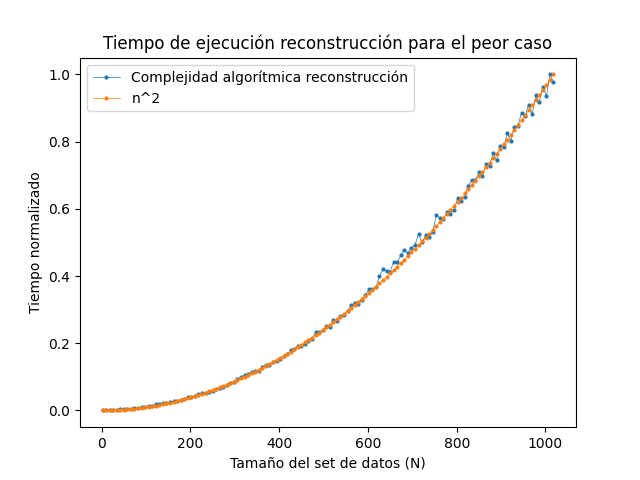 Tiempo de ejecución reconstrucción para el peor caso
Complejidad algorítmica reconstrucción
n^2
Tiempo normalizado
1.0
0.8
0.6
0.4
0.2
0.0
0 200 400 600 800 1000
Tamaño del set de datos (N)